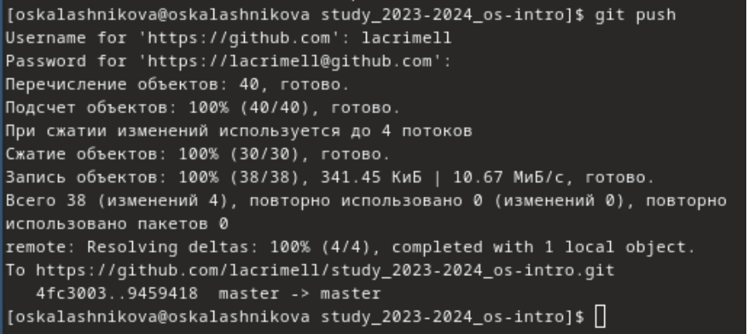 [oskalashnikova@oskalashnikova study_2023-2024_os-intro]$ git push
Username for 'https://github.com': lacrimell
Password for 'https://lacrimell@github.com':
Перечисление объектов: 40, готово.
Подсчет объектов: 100% (40/40), готово.
При сжатии изменений используется до 4 потоков
Сжатие объектов: 100% (30/30), готово.
Запись объектов: 100% (38/38), 341.45 КиБ | 10.67 МиБ/с, готово.
Всего 38 (изменений 4), повторно использовано 0 (изменений 0), повторно
использовано пакетов 0
remote: Resolving deltas: 100% (4/4), completed with 1 local object.
To https://github.com/lacrimell/study_2023-2024_os-intro.git
   4fc3003..9459418  master -> master
[oskalashnikova@oskalashnikova study_2023-2024_os-intro]$